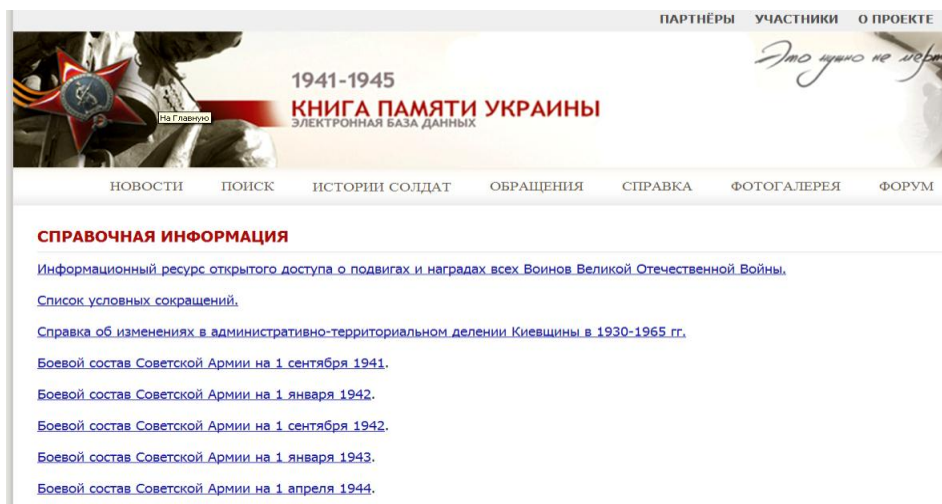 ПАРТНЁРЫ УЧАСТНИКИ О ПРОЕКТЕ
Это нужно не
1941-1945
КНИГА ПАМЯТИ УКРАИНЫ
ЭЛЕКТРОННАЯ БАЗА ДАННЫХ
На Главную
НОВОСТИ ПОИСК ИСТОРИИ СОЛДАТ ОБРАЩЕНИЯ СПРАВКА ФОТОГАЛЕРЕЯ ФОРУМ
СПРАВОЧНАЯ ИНФОРМАЦИЯ
Информационный ресурс открытого доступа о подвигах и наградах всех Воинов Великой Отечественной Войны.
Список условных сокращений.
Справка об изменениях в административно-территориальном делении Киевщины в 1930-1965 гг.
Боевой состав Советской Армии на 1 сентября 1941.
Боевой состав Советской Армии на 1 января 1942.
Боевой состав Советской Армии на 1 сентября 1942.
Боевой состав Советской Армии на 1 января 1943.
Боевой состав Советской Армии на 1 апреля 1944.